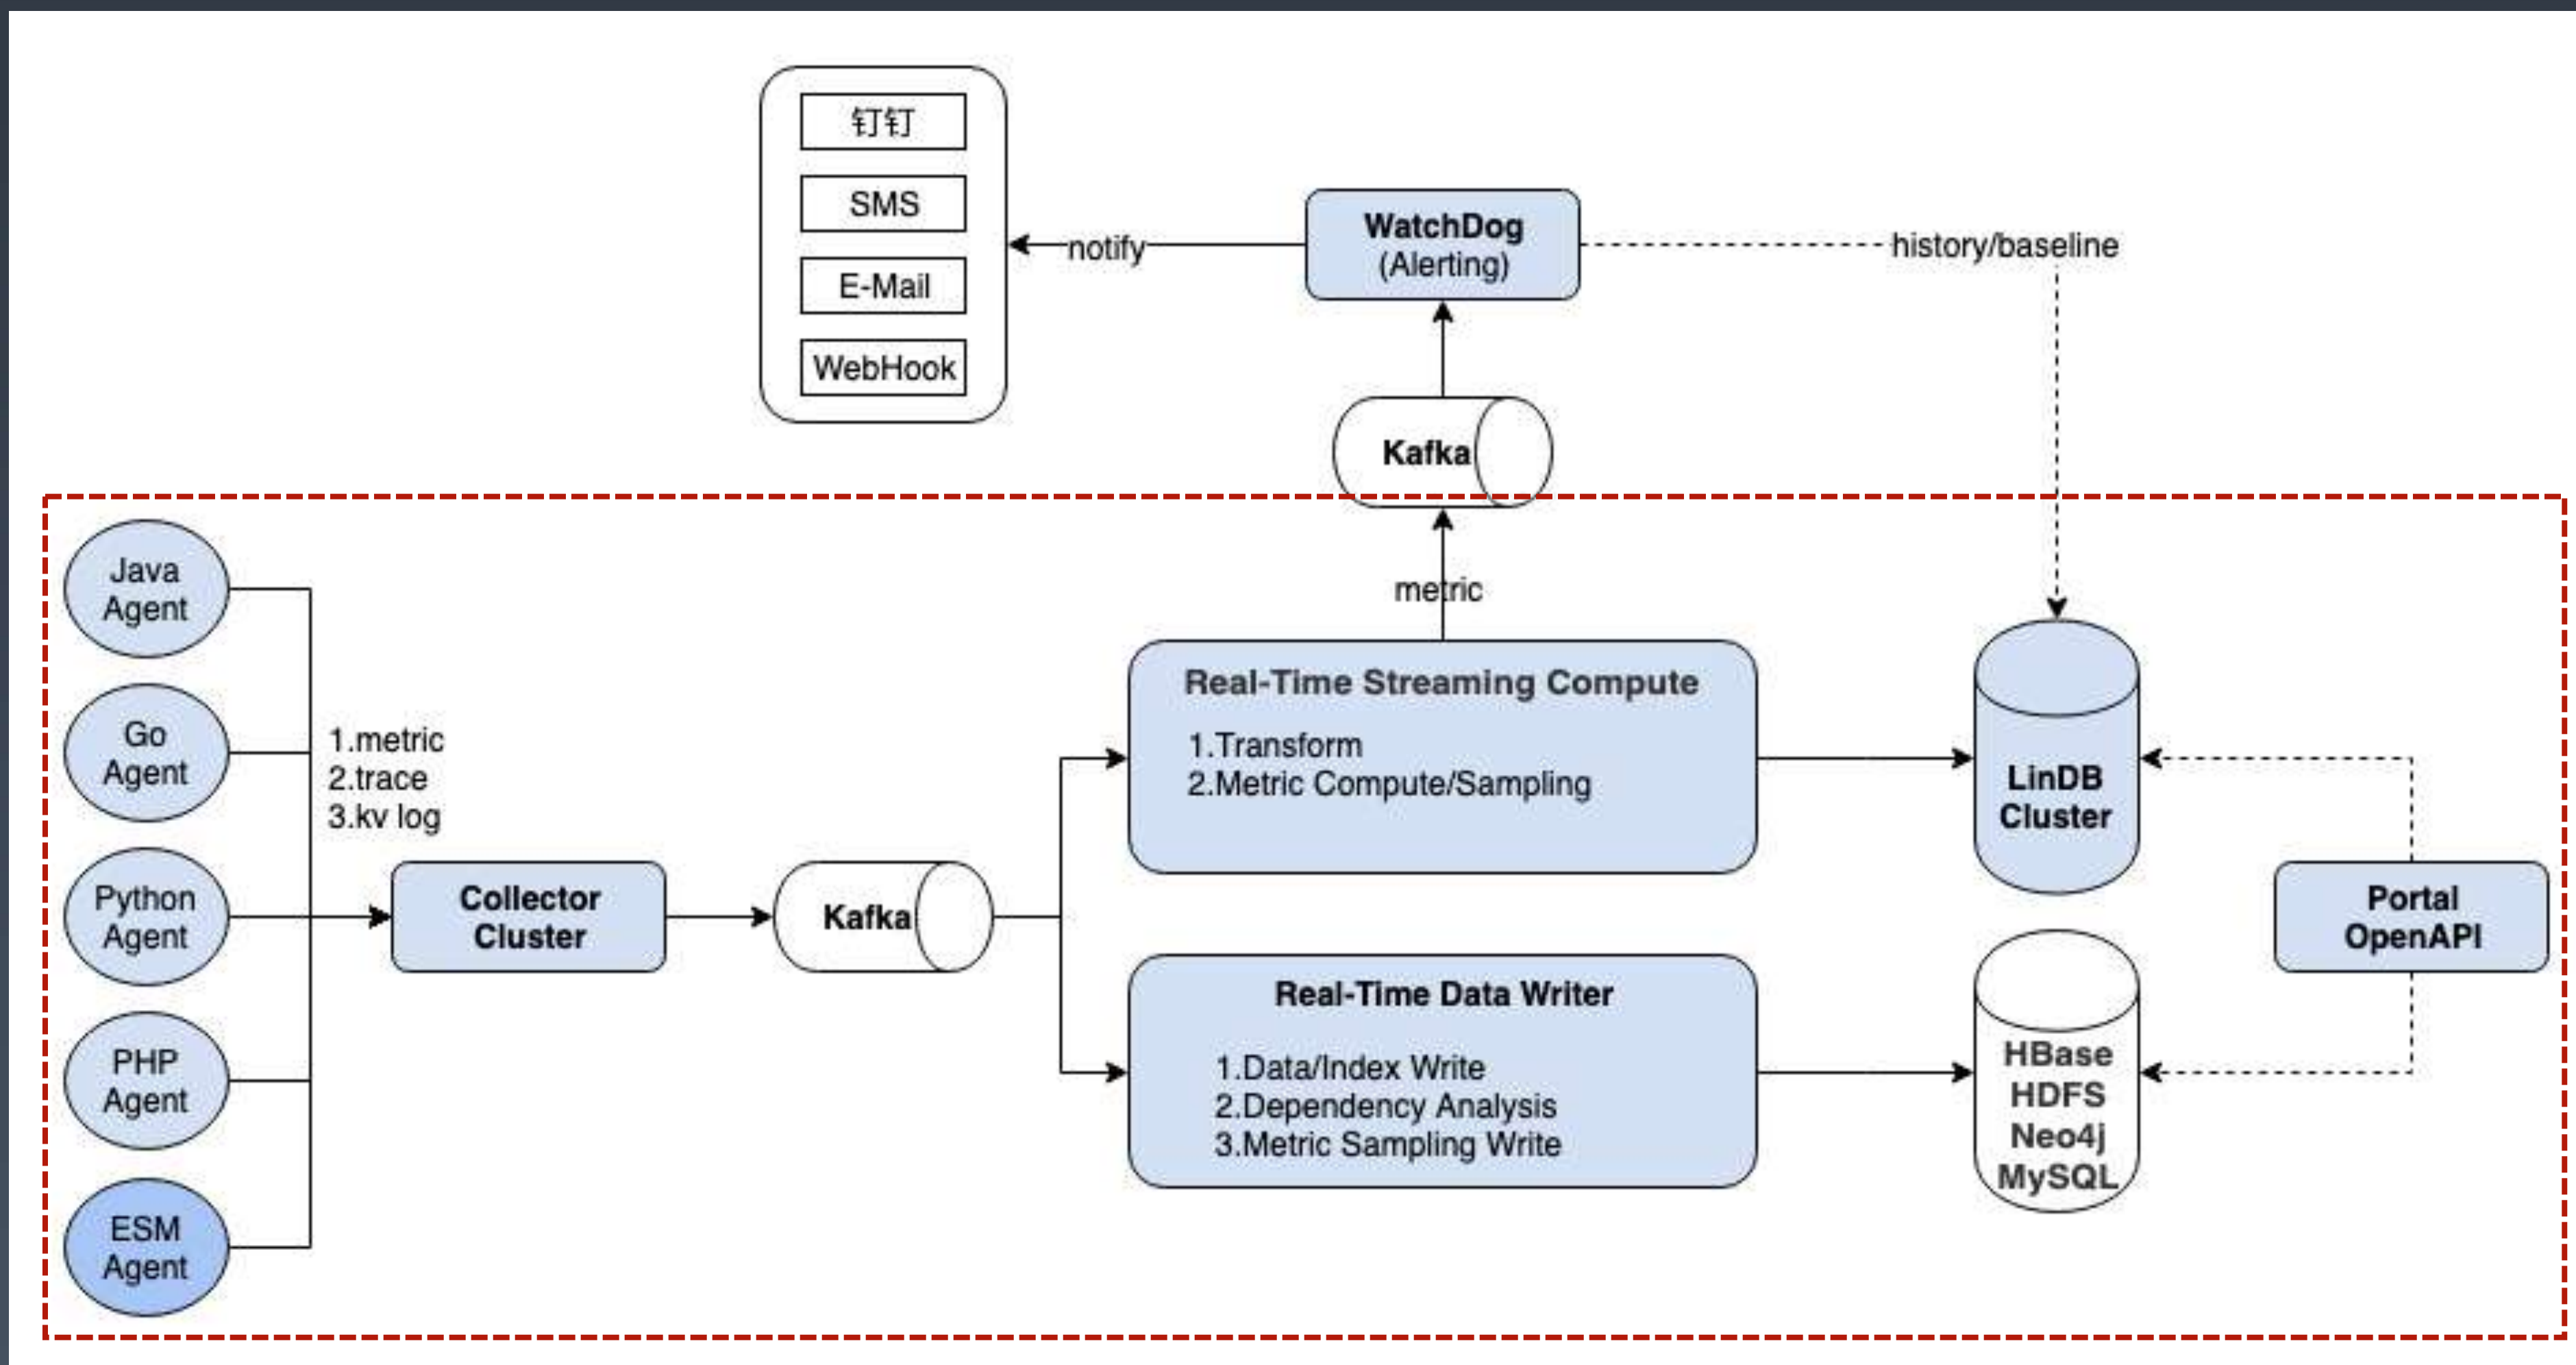 钉钉
SMS
E-Mail
WebHook
notify
WatchDog
(Alerting)
history/baseline
Kafka
metric
Java
Agent
Go
Agent
Python
Agent
PHP
Agent
ESM
Agent
1.metric
2.trace
3.kv log
Collector
Cluster
Kafka
Real-Time Streaming Compute
1.Transform
2.Metric Compute/Sampling
Real-Time Data Writer
1.Data/Index Write
2.Dependency Analysis
3.Metric Sampling Write
LinDB
Cluster
HBase
HDFS
Neo4j
MySQL
Portal
OpenAPI